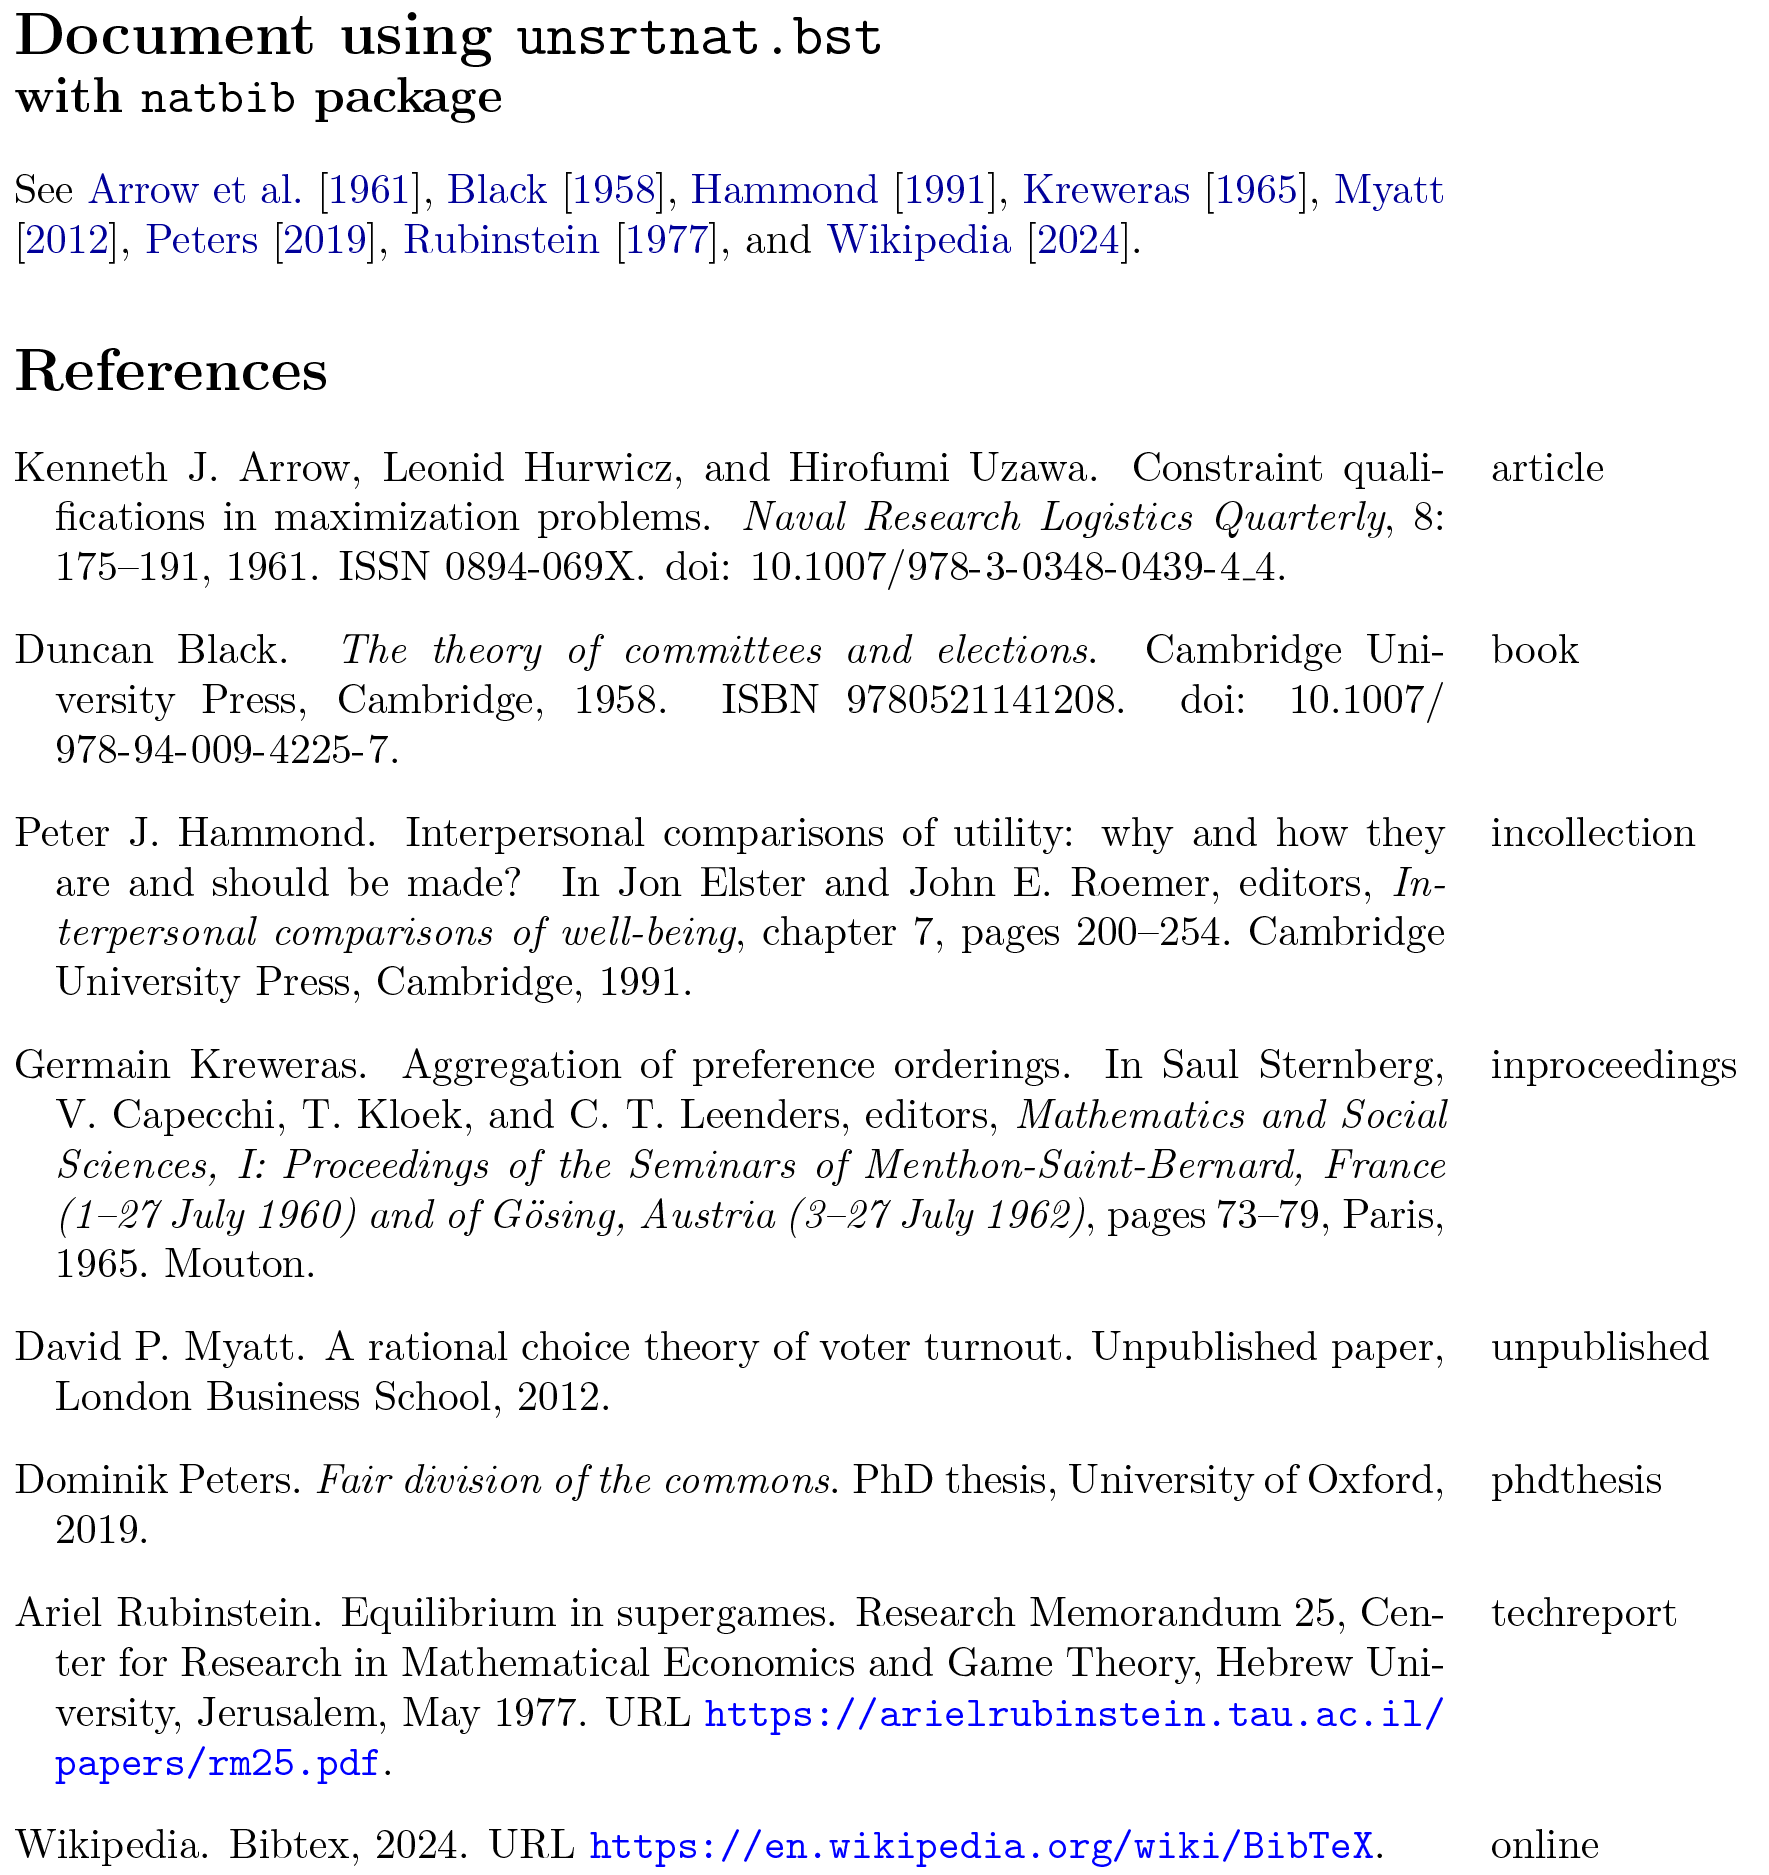 Document using unsrtnat.bst
with natbib package
See Arrow et al. [1961], Black [1958], Hammond [1991], Kreweras [1965], Myatt
[2012], Peters [2019], Rubinstein [1977], and Wikipedia [2024].
References
Kenneth J. Arrow, Leonid Hurwicz, and Hirofumi Uzawa. Constraint quali- article
fications in maximization problems. Naval Research Logistics Quarterly, 8:
175–191, 1961. ISSN 0894-069X. doi: 10.1007/978-3-0348-0439-4_4.
Duncan Black. The theory of committees and elections. Cambridge Uni- book
versity Press, Cambridge, 1958. ISBN 9780521141208. doi: 10.1007/
978-94-009-4225-7.
Peter J. Hammond. Interpersonal comparisons of utility: why and how they incollection
are and should be made? In Jon Elster and John E. Roemer, editors, In-
terpersonal comparisons of well-being, chapter 7, pages 200–254. Cambridge
University Press, Cambridge, 1991.
Germain Kreweras. Aggregation of preference orderings. In Saul Sternberg, inproceedings
V. Capecchi, T. Kloek, and C. T. Leenders, editors, Mathematics and Social
Sciences, I: Proceedings of the Seminars of Menthon-Saint-Bernard, France
(1–27 July 1960) and of Gösing, Austria (3–27 July 1962), pages 73–79, Paris,
1965. Mouton.
David P. Myatt. A rational choice theory of voter turnout. Unpublished paper, unpublished
London Business School, 2012.
Dominik Peters. Fair division of the commons. PhD thesis, University of Oxford, phdthesis
2019.
Ariel Rubinstein. Equilibrium in supergames. Research Memorandum 25, Cen- techreport
ter for Research in Mathematical Economics and Game Theory, Hebrew Uni-
versity, Jerusalem, May 1977. URL https://arielrubinstein.tau.ac.il/
papers/rm25.pdf.
Wikipedia. Bibtex, 2024. URL https://en.wikipedia.org/wiki/BibTeX. online